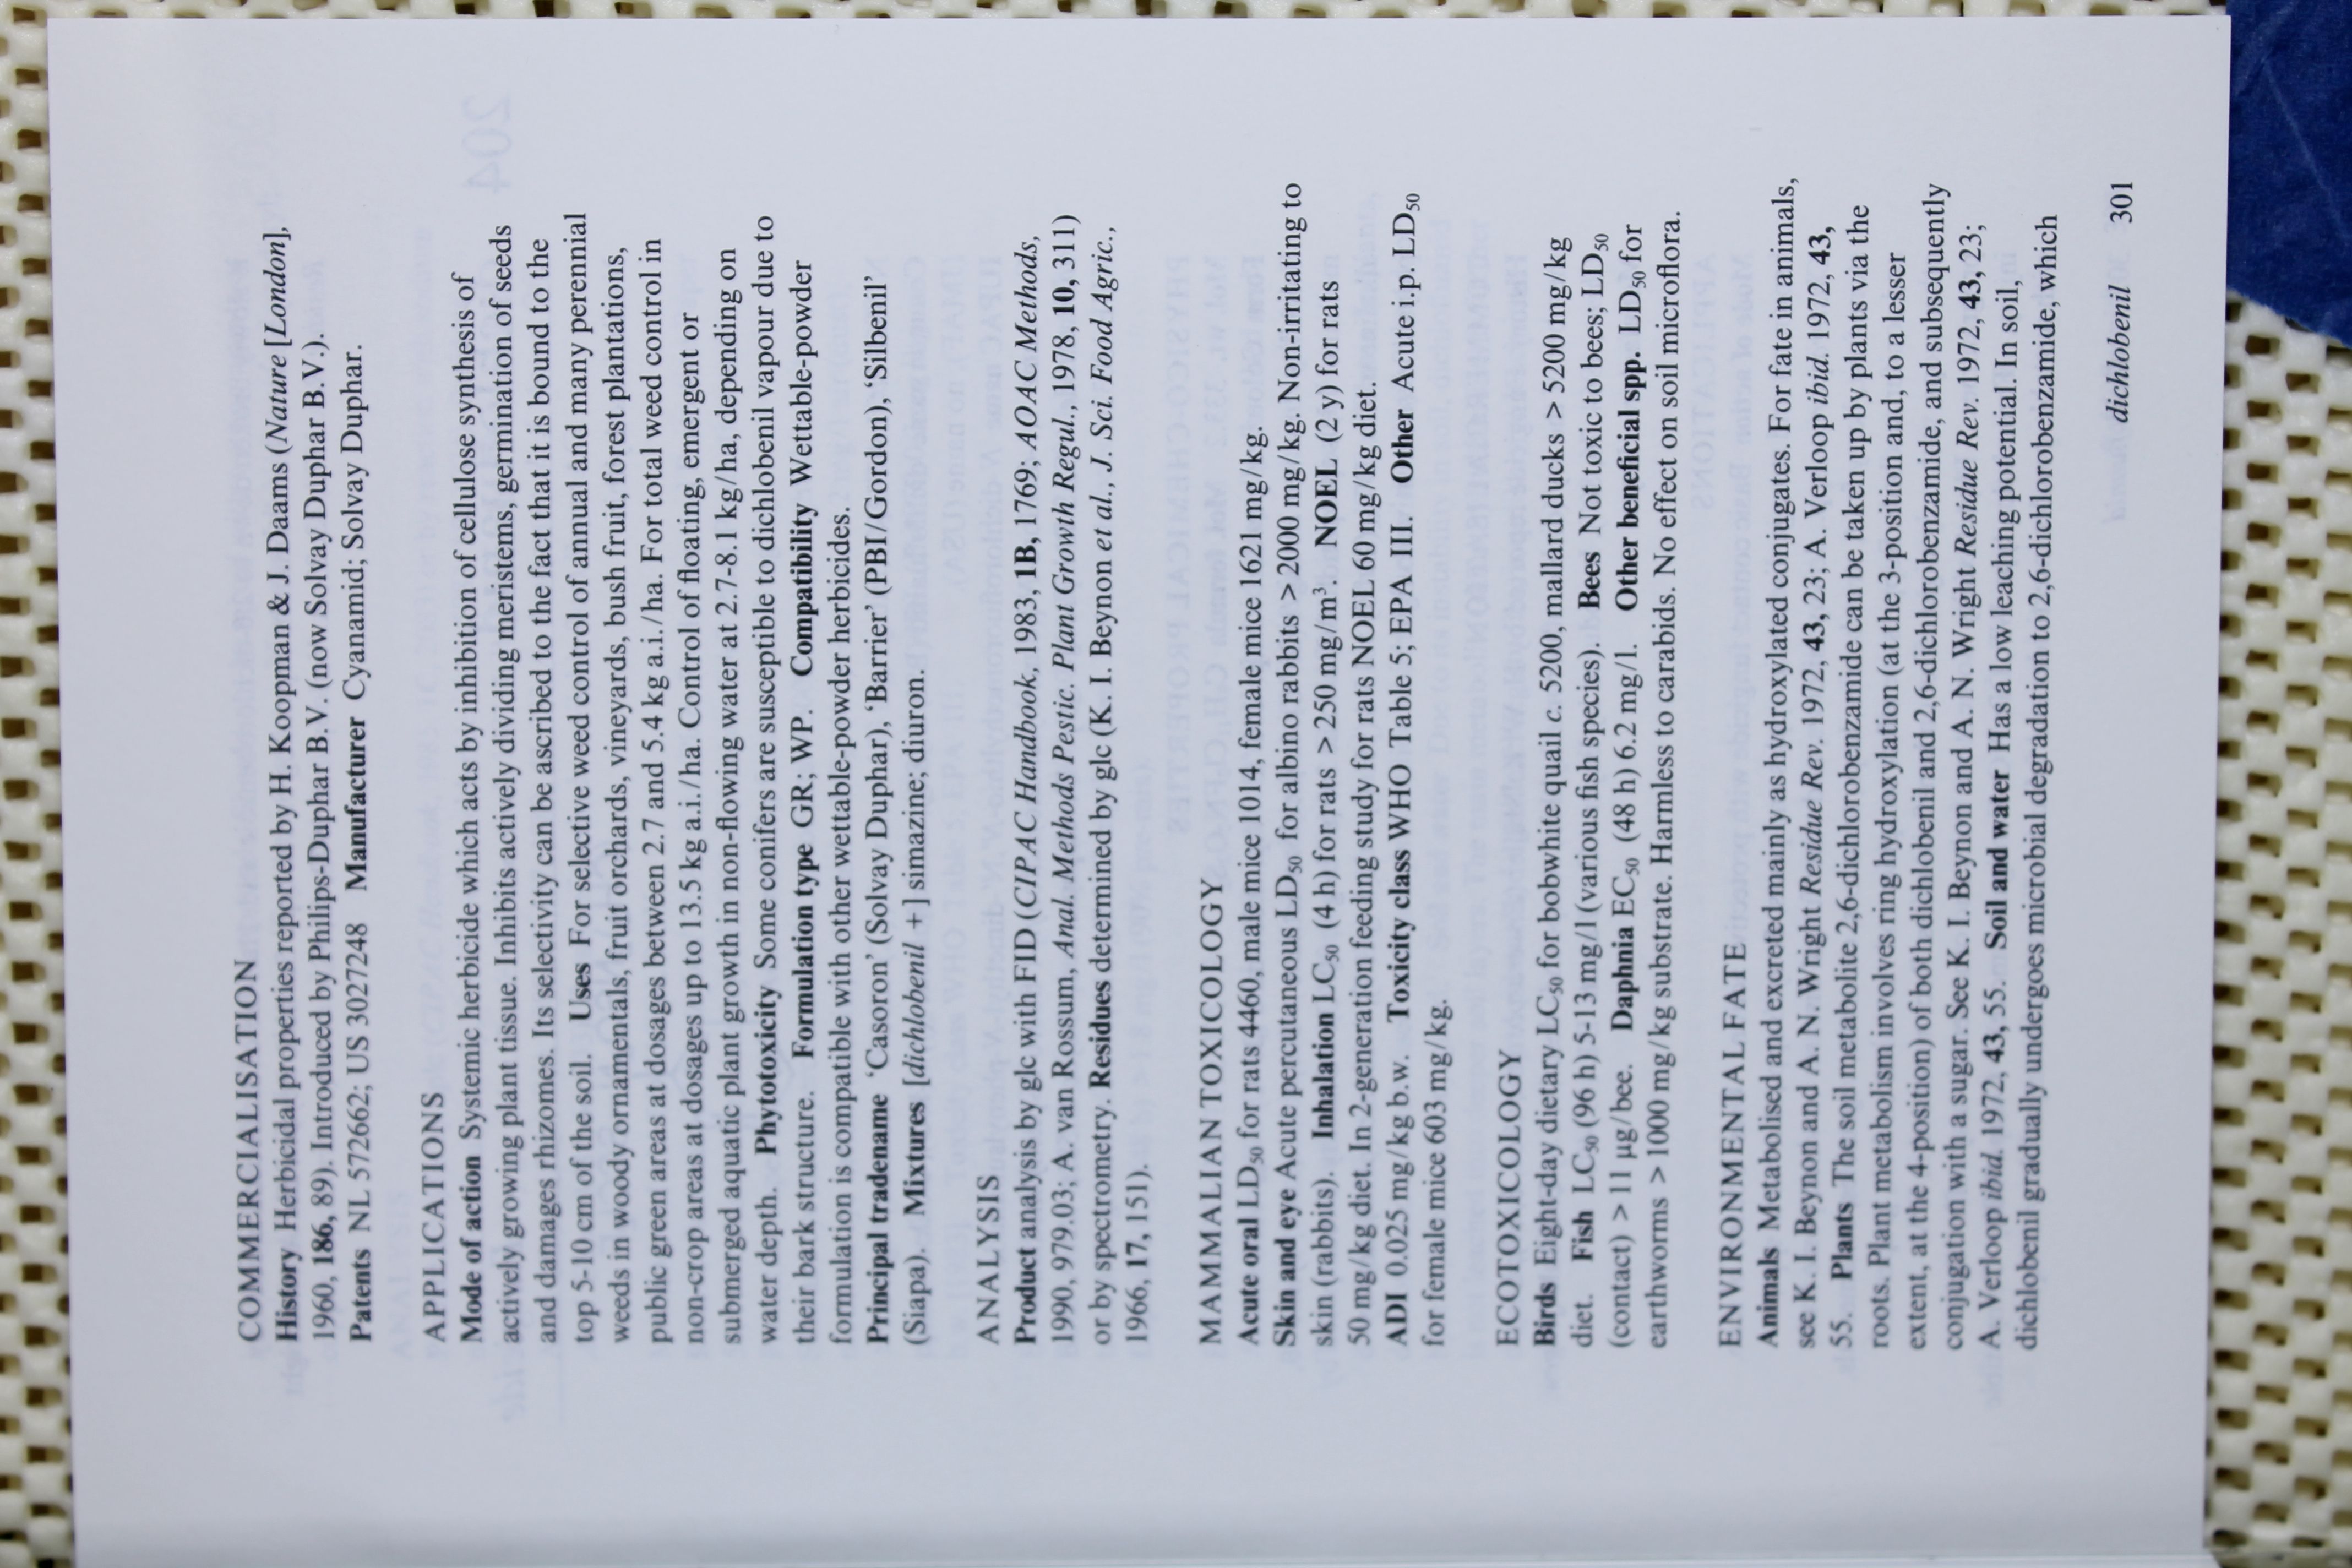 COMMERCIALISATION
History Herbicidal properties reported by H. Koopman & J. Daams (Nature [London],
1960, 186, 89). Introduced by Philips-Duphar B.V. (now Solvay Duphar B.V.).
Patents NL 572662; US 3027248 Manufacturer Cyanamid; Solvay Duphar.
APPLICATIONS
Mode of action Systemic herbicide which acts by inhibition of cellulose synthesis of
actively growing plant tissue. Inhibits actively dividing meristems, germination of seeds
and damages rhizomes. Its selectivity can be ascribed to the fact that it is bound to the
top 5-10 cm of the soil. Uses For selective weed control of annual and many perennial
weeds in woody ornamentals, fruit orchards, vineyards, bush fruit, forest plantations,
public green areas at dosages between 2.7 and 5.4 kg a.i./ha. For total weed control in
non-crop areas at dosages up to 13.5 kg a.i./ha. Control of floating, emergent or
submerged aquatic plant growth in non-flowing water at 2.7-8.1 kg/ha, depending on
water depth. Phytotoxicity Some conifers are susceptible to dichlobenil vapour due to
their bark structure. Formulation type GR; WP. Compatibility Wettable-powder
formulation is compatible with other wettable-powder herbicides.
Principal tradename ‘Casoron’ (Solvay Duphar), ‘Barrier’ (PBI/Gordon), ‘Silbenil’
(Siapa). Mixtures [dichlobenil +] simazine; diuron.
ANALYSIS
Product analysis by glc with FID (CIPAC Handbook, 1983, 1B, 1769; AOAC Methods,
1990, 979.03; A. van Rossum, Anal. Methods Pestic. Plant Growth Regul., 1978, 10, 311)
or by spectrometry. Residues determined by glc (K. I. Beynon et al., J. Sci. Food Agric.,
1966, 17, 151).
MAMMALIAN TOXICOLOGY
Acute oral LD50 for rats 4460, male mice 1014, female mice 1621 mg/kg.
Skin and eye Acute percutaneous LD50 for albino rabbits > 2000 mg/kg. Non-irritating to
skin (rabbits). Inhalation LC50 (4 h) for rats > 250 mg/m³. NOEL (2 y) for rats
50 mg/kg diet. In 2-generation feeding study for rats NOEL 60 mg/kg diet.
ADI 0.025 mg/kg b.w. Toxicity class WHO Table 5; EPA III. Other Acute i.p. LD50
for female mice 603 mg/kg.
ECOTOXICOLOGY
Birds Eight-day dietary LC50 for bobwhite quail c. 5200, mallard ducks > 5200 mg/kg
diet. Fish LC50 (96 h) 5-13 mg/l (various fish species). Bees Not toxic to bees; LD50
(contact) > 11 µg/bee. Daphnia EC50 (48 h) 6.2 mg/l. Other beneficial spp. LD50 for
earthworms > 1000 mg/kg substrate. Harmless to carabids. No effect on soil microflora.
ENVIRONMENTAL FATE
Animals Metabolised and excreted mainly as hydroxylated conjugates. For fate in animals,
see K. I. Beynon and A. N. Wright Residue Rev. 1972, 43, 23; A. Verloop ibid. 1972, 43,
55. Plants The soil metabolite 2,6-dichlorobenzamide can be taken up by plants via the
roots. Plant metabolism involves ring hydroxylation (at the 3-position and, to a lesser
extent, at the 4-position) of both dichlobenil and 2,6-dichlorobenzamide, and subsequently
conjugation with a sugar. See K. I. Beynon and A. N. Wright Residue Rev. 1972, 43, 23;
A. Verloop ibid. 1972, 43, 55. Soil and water Has a low leaching potential. In soil,
dichlobenil gradually undergoes microbial degradation to 2,6-dichlorobenzamide, which
dichlobenil 301